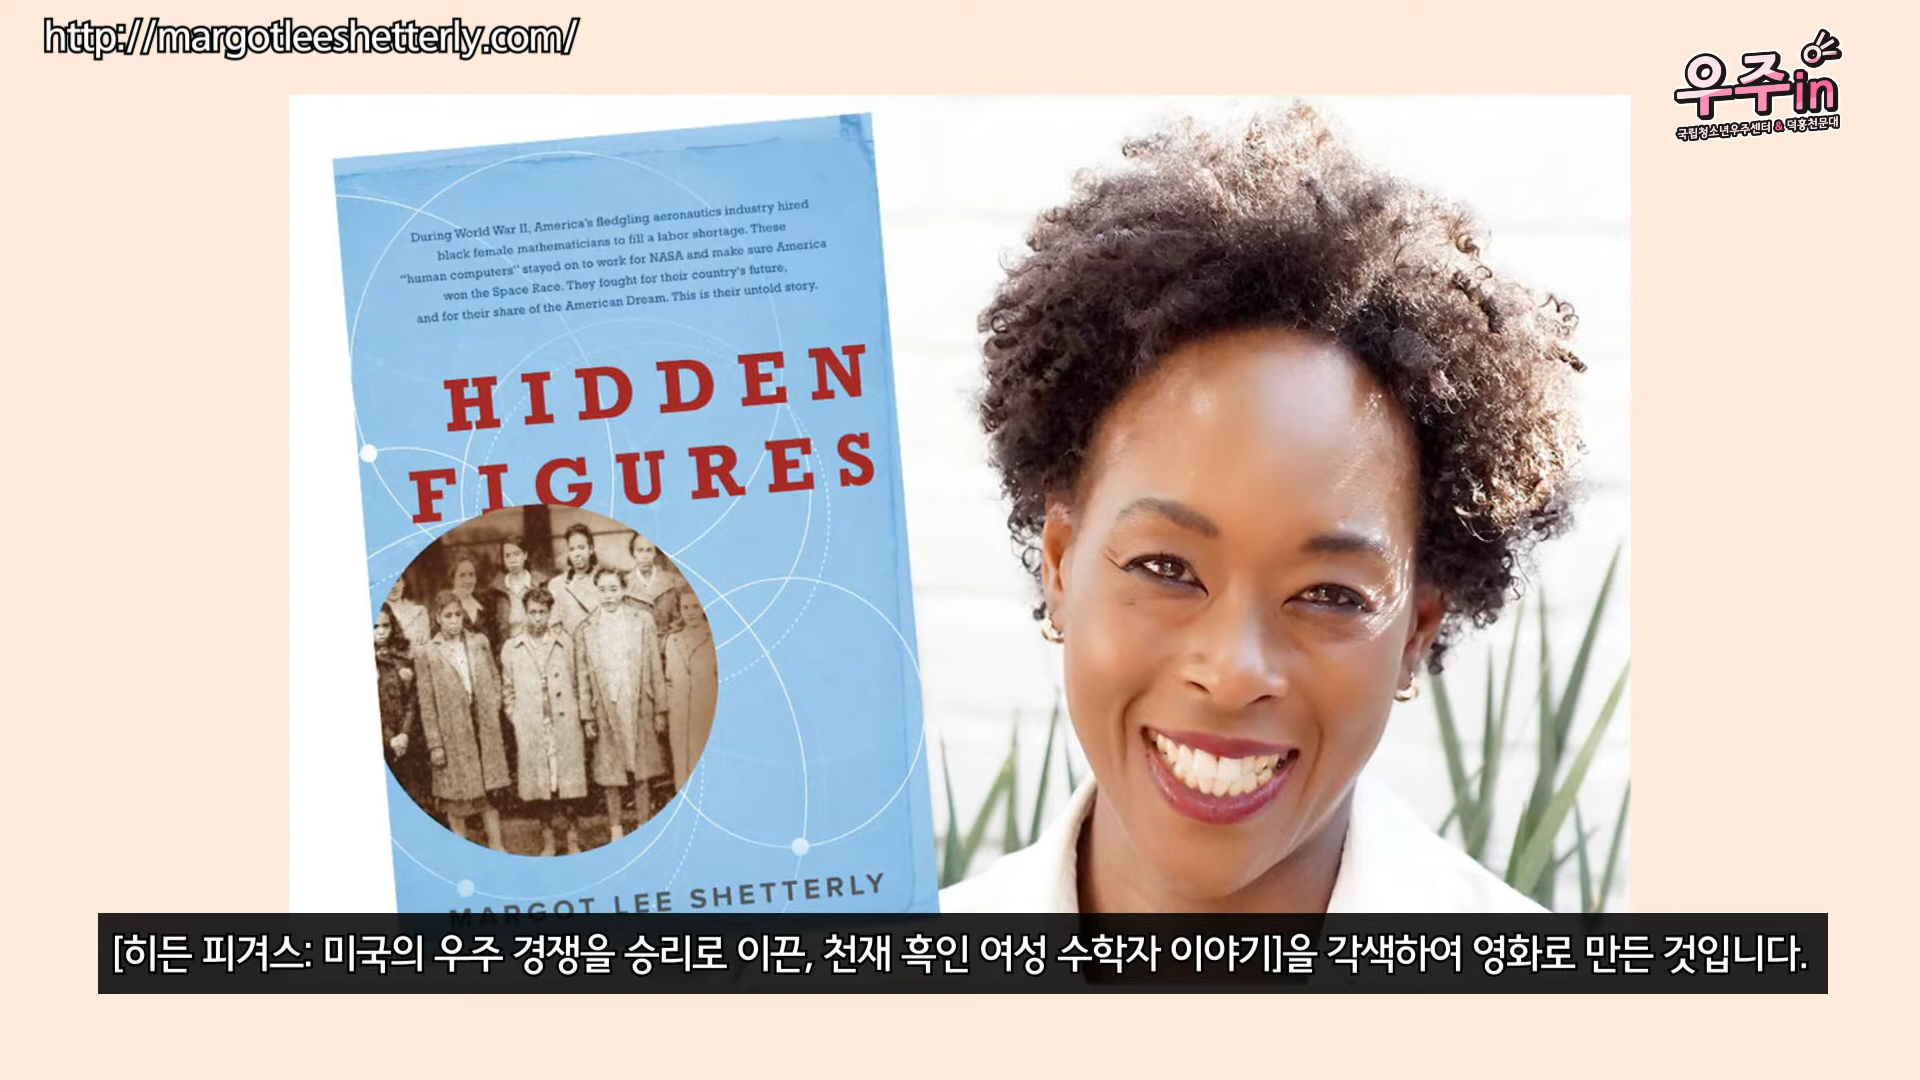 http://margotleeshetterly.com/
우주in
국립청소년우주센터 & 덕흥천문대
During World War II, America's fledgling aeronautics industry hired
black female mathematicians to fill a labor shortage. These
"human computers" stayed on to work for NASA and make sure America
won the Space Race. They fought for their country's future,
and for their share of the American Dream. This is their untold story.
HIDDEN
FIGURES
MARGOT LEE SHETTERLY
[히든 피겨스: 미국의 우주 경쟁을 승리로 이끈, 천재 흑인 여성 수학자 이야기]을 각색하여 영화로 만든 것입니다.